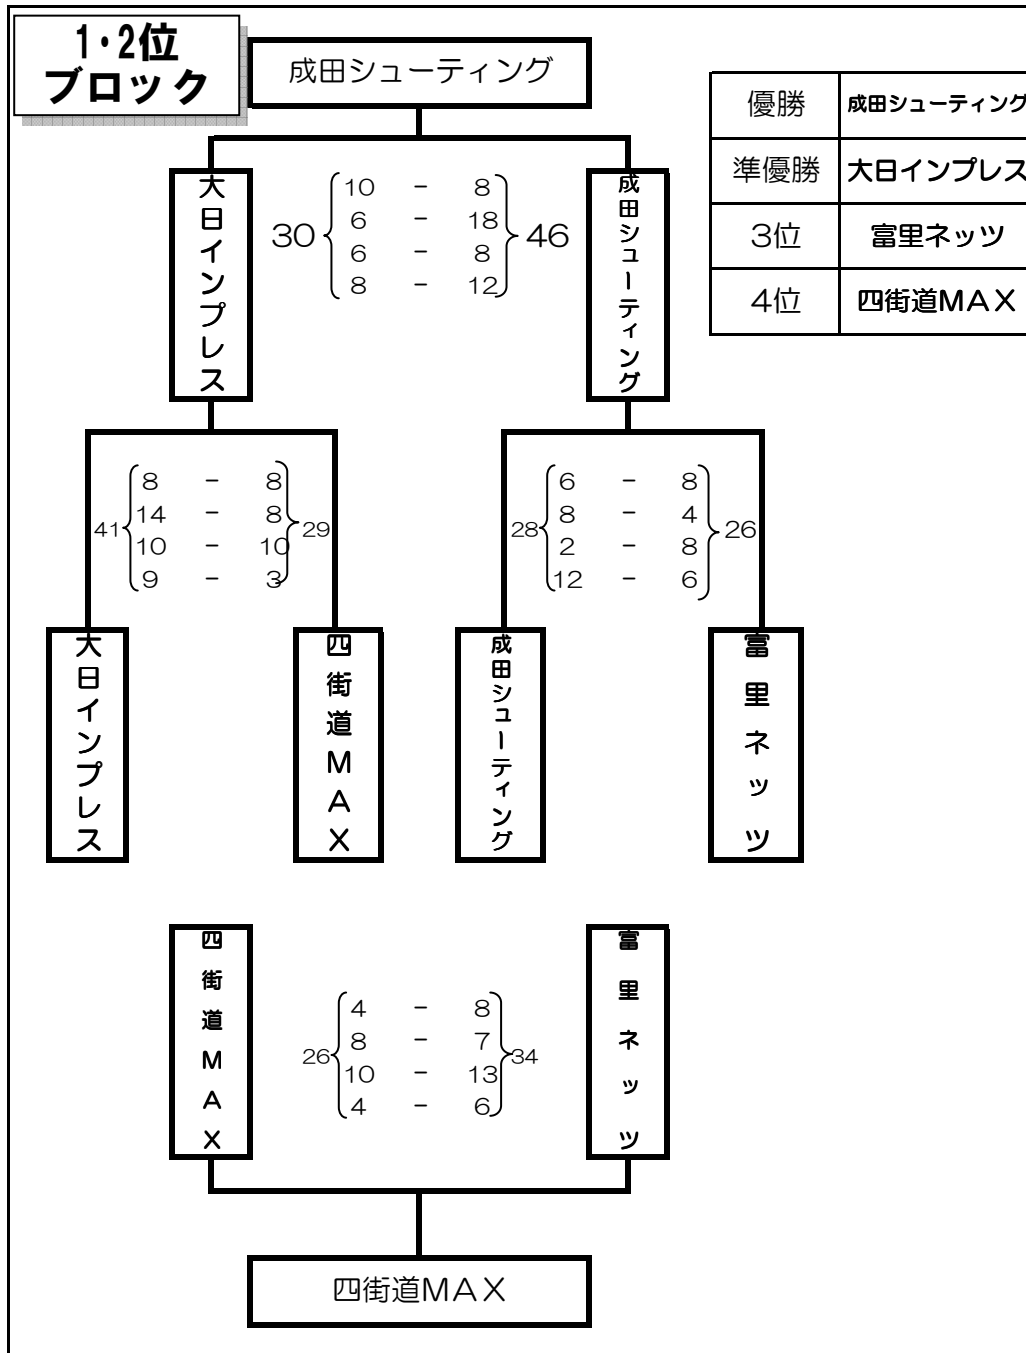 1・2位
ブロック
成田シューティング
優勝 成田シューティング
準優勝 大日インプレス
3位 富里ネッツ
4位 四街道MAX
大日インプレス
30
10 - 8
6 - 18
6 - 8
8 - 12
46
成田シューティング
41
8 - 8
14 - 8
10 - 10
9 - 3
29
28
6 - 8
8 - 4
2 - 8
12 - 6
26
大日インプレス
四街道MAX
成田シューティング
富里ネッツ
四街道MAX
26
4 - 8
8 - 7
10 - 13
4 - 6
34
富里ネッツ
四街道MAX